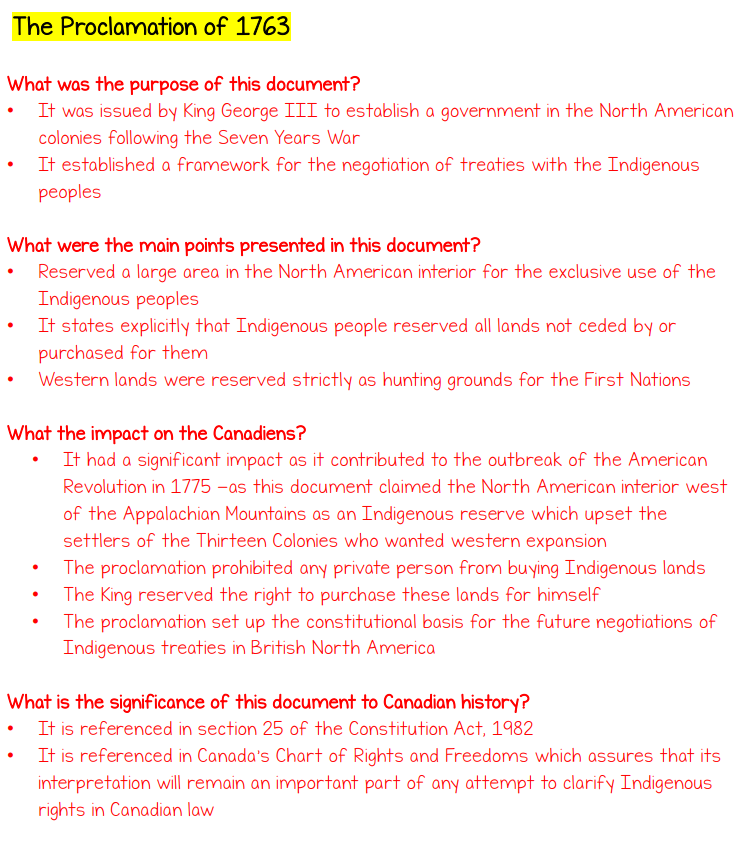 The Proclamation of 1763
What was the purpose of this document?
• It was issued by King George III to establish a government in the North American
colonies following the Seven Years War
• It established a framework for the negotiation of treaties with the Indigenous
peoples
What were the main points presented in this document?
• Reserved a large area in the North American interior for the exclusive use of the
Indigenous peoples
• It states explicitly that Indigenous people reserved all lands not ceded by or
purchased for them
• Western lands were reserved strictly as hunting grounds for the First Nations
What the impact on the Canadiens?
• It had a significant impact as it contributed to the outbreak of the American
Revolution in 1775 –as this document claimed the North American interior west
of the Appalachian Mountains as an Indigenous reserve which upset the
settlers of the Thirteen Colonies who wanted western expansion
• The proclamation prohibited any private person from buying Indigenous lands
• The King reserved the right to purchase these lands for himself
• The proclamation set up the constitutional basis for the future negotiations of
Indigenous treaties in British North America
What is the significance of this document to Canadian history?
• It is referenced in section 25 of the Constitution Act, 1982
• It is referenced in Canada's Chart of Rights and Freedoms which assures that its
interpretation will remain an important part of any attempt to clarify Indigenous
rights in Canadian law